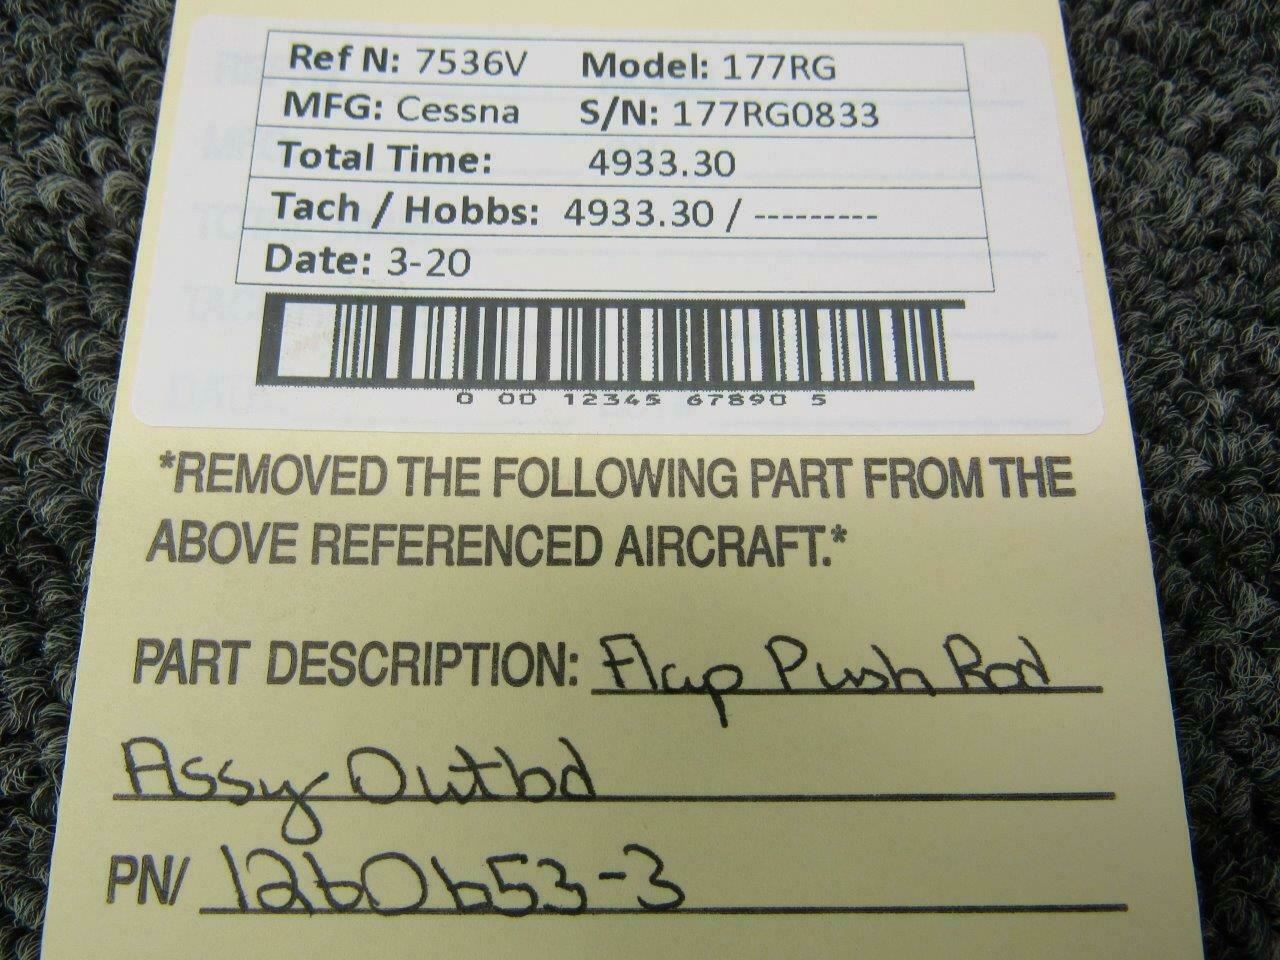 Ref N: 7536V Model: 177RG
MFG: Cessna S/N: 177RG0833
Total Time: 4933.30
Tach / Hobbs: 4933.30 / ---------
Date: 3-20
0 00 12345 67890 5
*REMOVED THE FOLLOWING PART FROM THE
ABOVE REFERENCED AIRCRAFT.*
PART DESCRIPTION: Flap Push Rod
Assy Outbd
PN/ 1260653-3